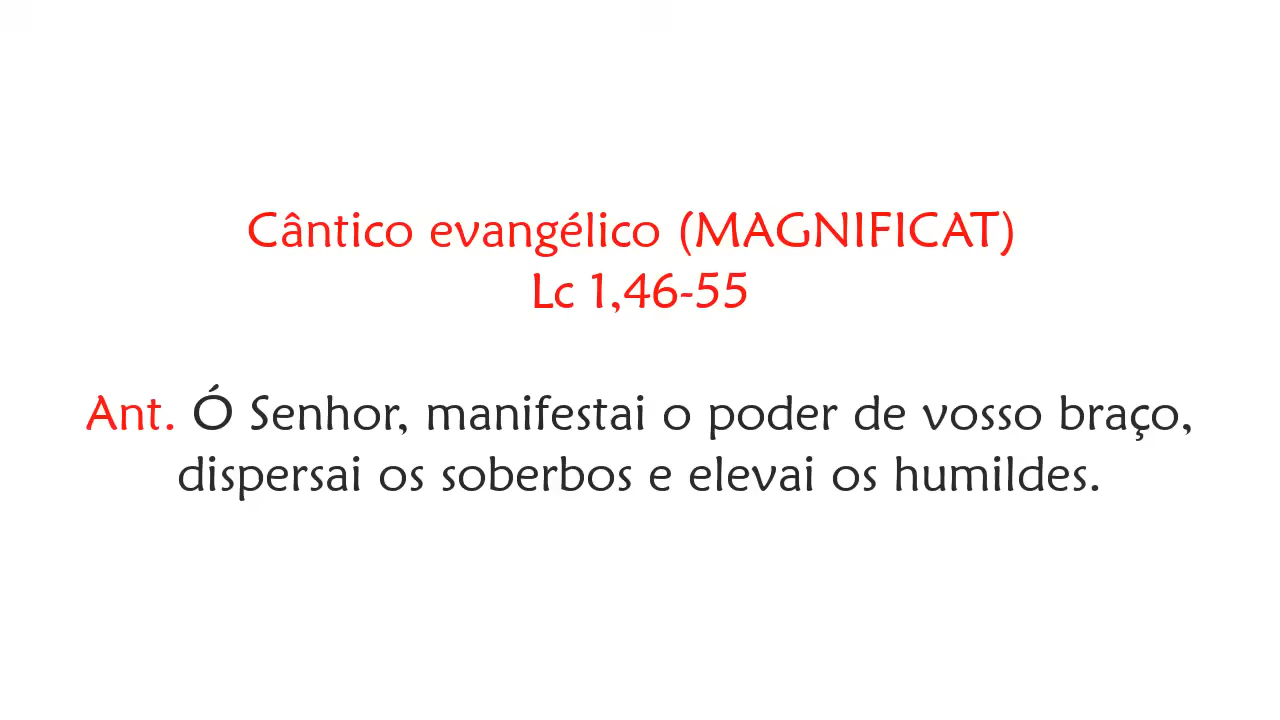 Cântico evangélico (MAGNIFICAT)
Lc 1,46-55
Ant. Ó Senhor, manifestai o poder de vosso braço,
dispersai os soberbos e elevai os humildes.